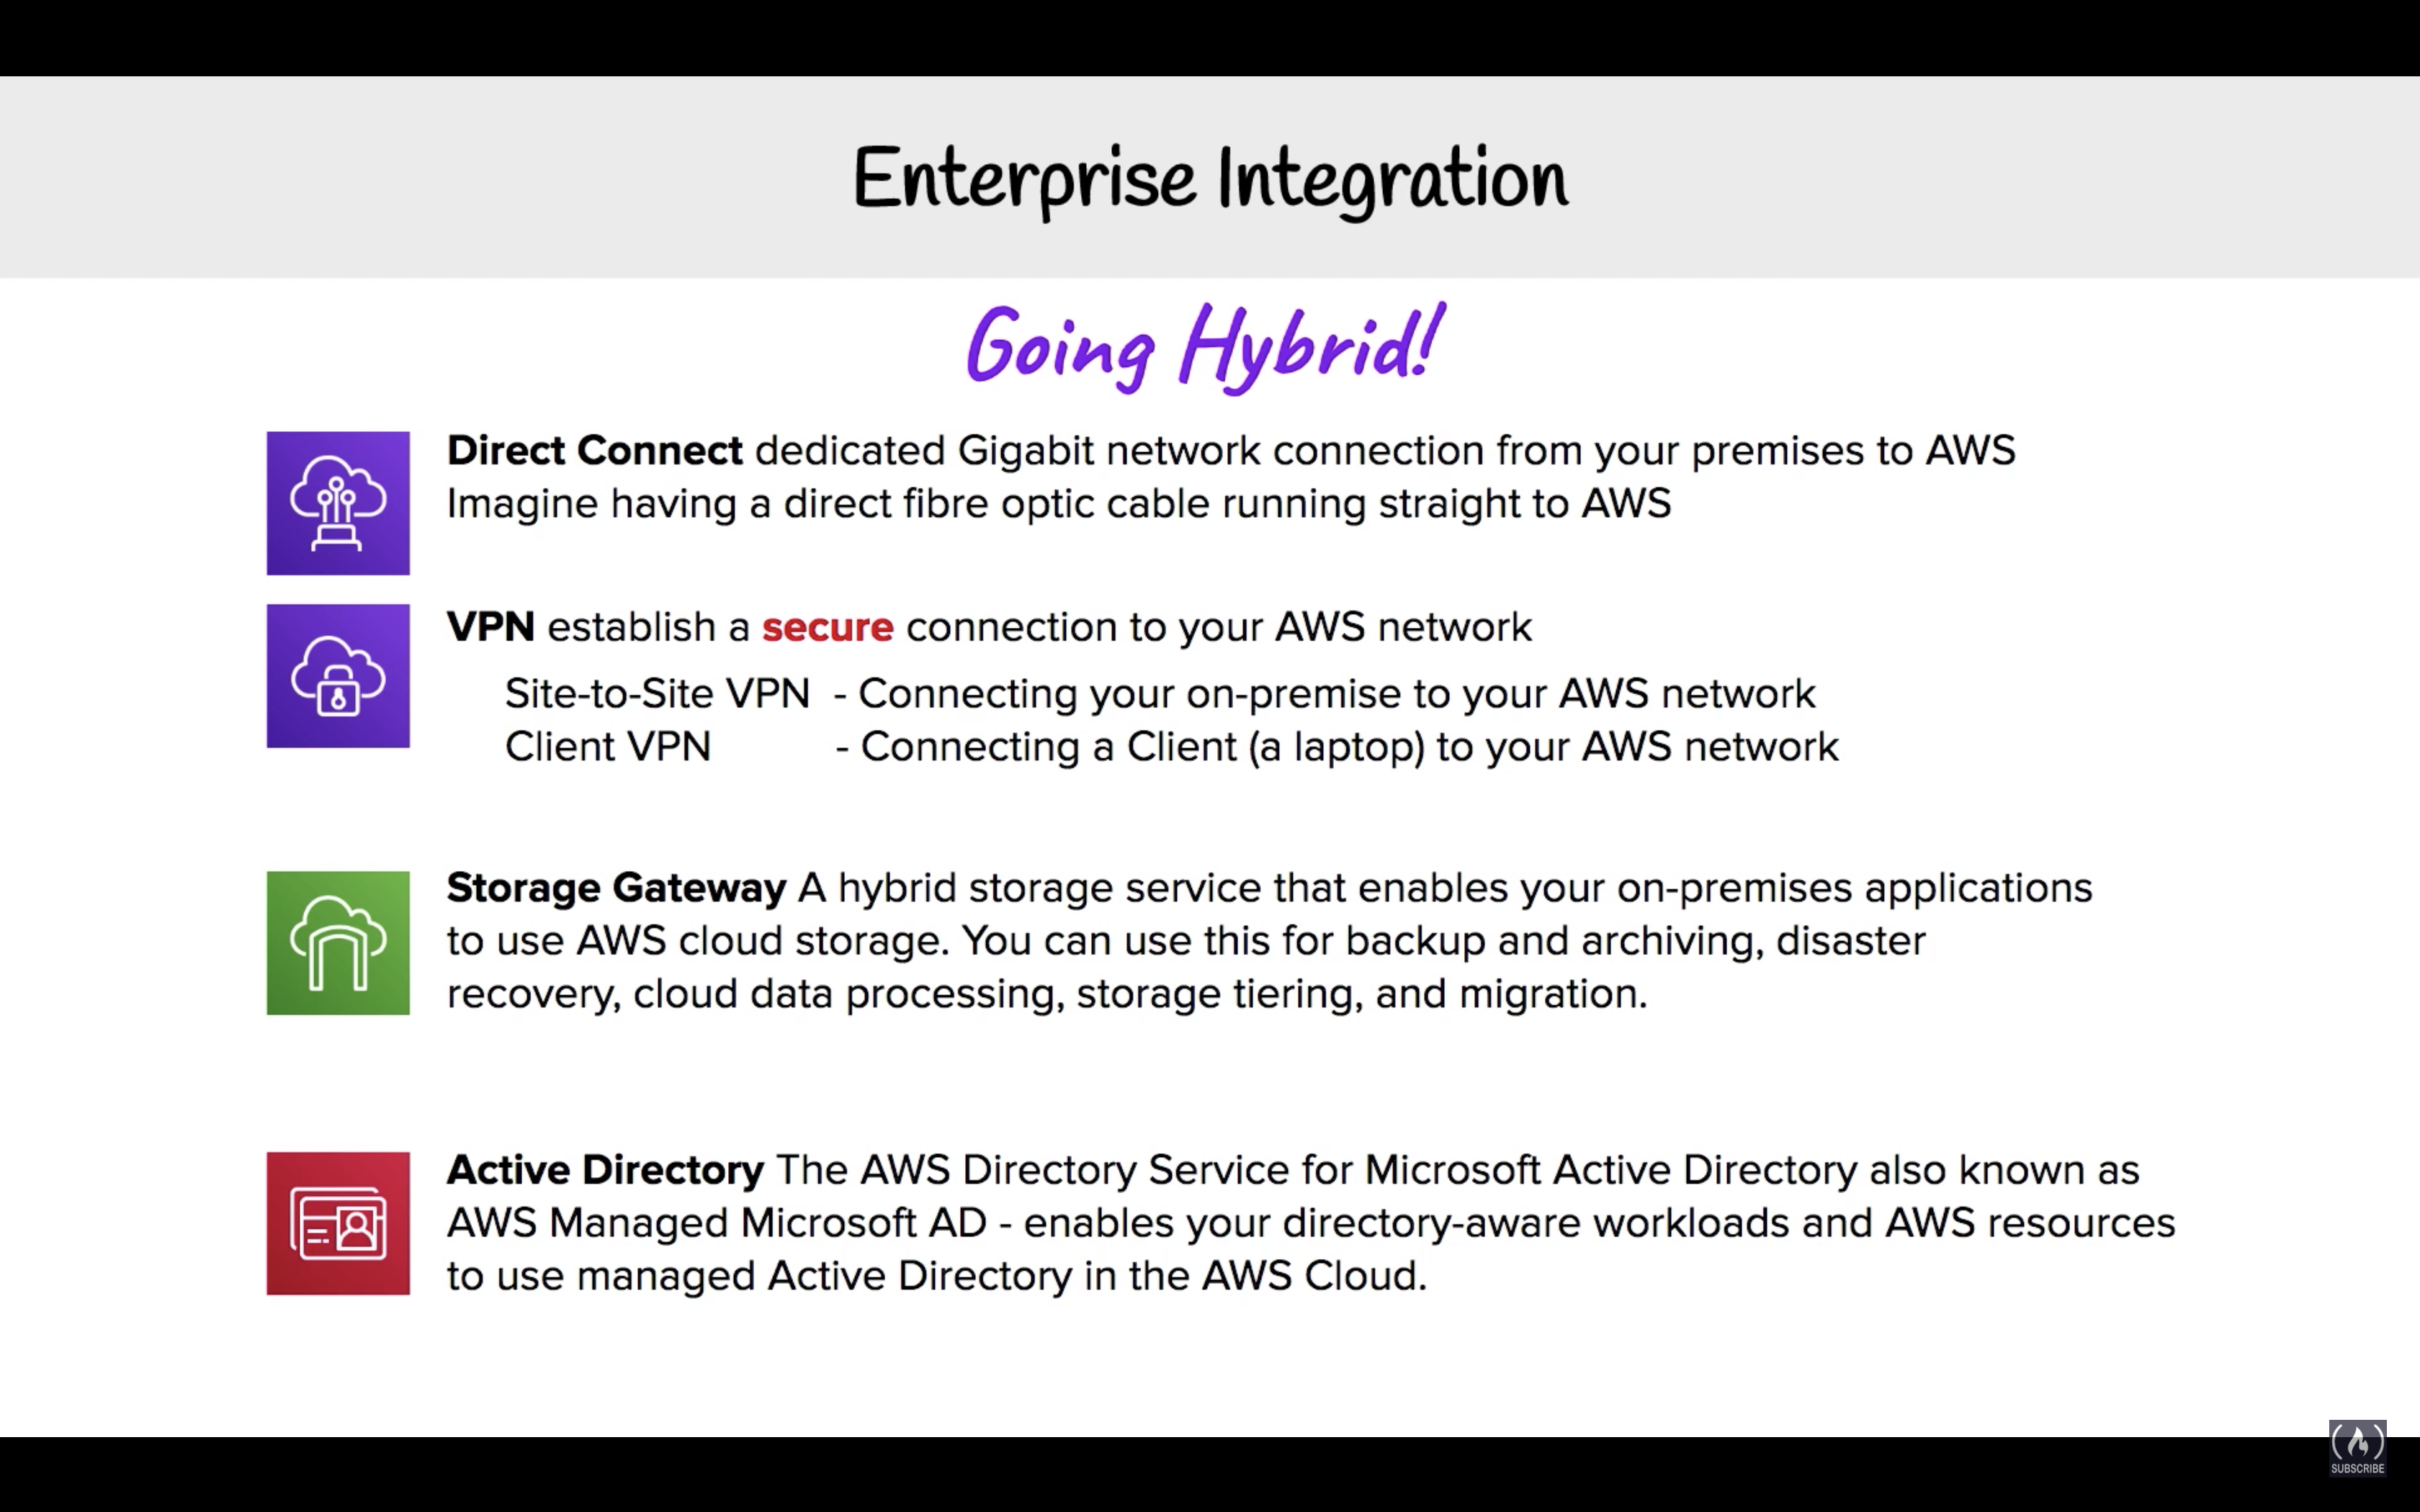 Enterprise Integration
Going Hybrid!
Direct Connect dedicated Gigabit network connection from your premises to AWS
Imagine having a direct fibre optic cable running straight to AWS
VPN establish a secure connection to your AWS network
Site-to-Site VPN - Connecting your on-premise to your AWS network
Client VPN - Connecting a Client (a laptop) to your AWS network
Storage Gateway A hybrid storage service that enables your on-premises applications
to use AWS cloud storage. You can use this for backup and archiving, disaster
recovery, cloud data processing, storage tiering, and migration.
Active Directory The AWS Directory Service for Microsoft Active Directory also known as
AWS Managed Microsoft AD - enables your directory-aware workloads and AWS resources
to use managed Active Directory in the AWS Cloud.
SUBSCRIBE